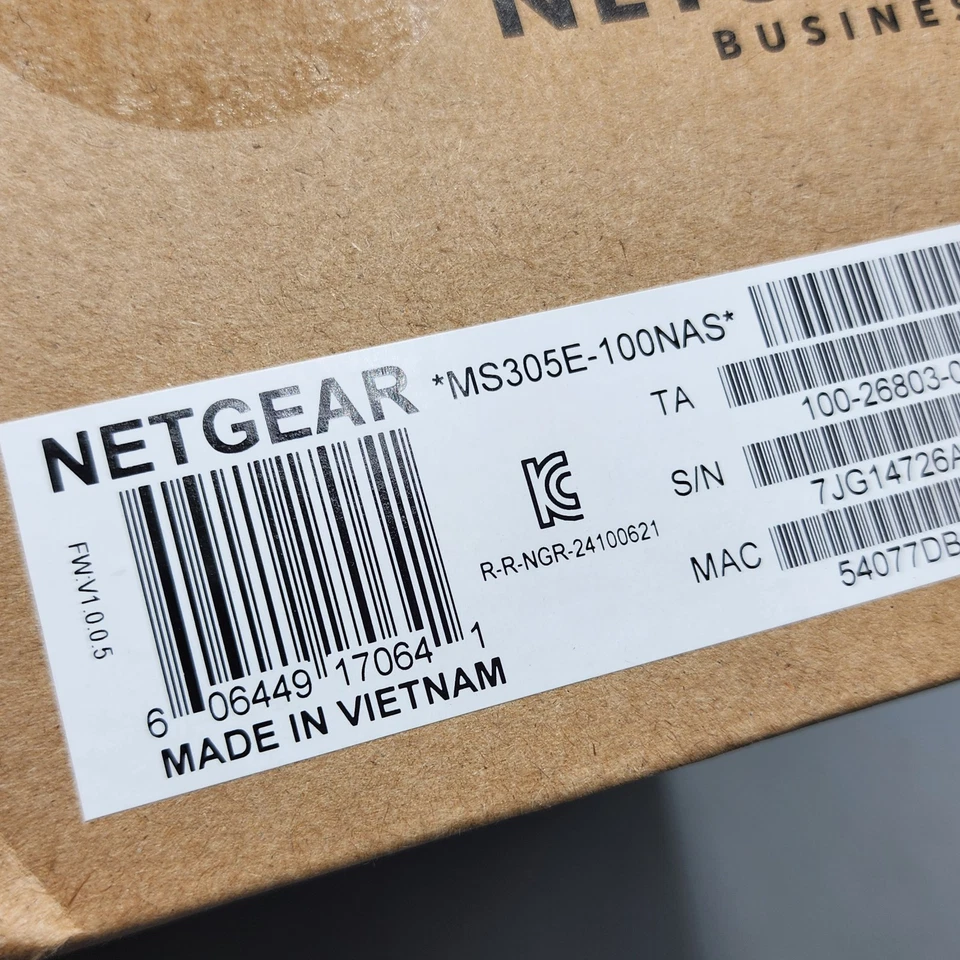 BUSINES
NETGEAR *MS305E-100NAS*
TA
100-26803-0
S/N
7JG14726A
R-R-NGR-24100621
MAC
54077DB
FW:V1.0.0.5
6 06449 17064 1
MADE IN VIETNAM